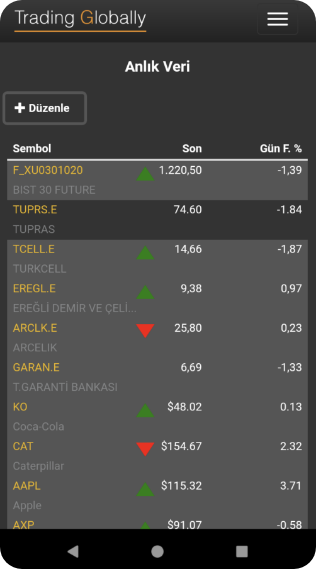 Trading Globally
Anlık Veri
+ Düzenle
Sembol Son Gün F. %
F_XU0301020 1.220,50 -1,39
BIST 30 FUTURE
TUPRS.E 74.60 -1.84
TUPRAS
TCELL.E 14,66 -1,87
TURKCELL
EREGL.E 9,38 0,97
EREĞLİ DEMİR VE ÇELİ...
ARCLK.E 25,80 0,23
ARCELIK
GARAN.E 6,69 -1,33
T.GARANTİ BANKASI
KO $48.02 0.13
Coca-Cola
CAT $154.67 2.32
Caterpillar
AAPL $115.32 3.71
Apple
AXP $91.07 -0.58